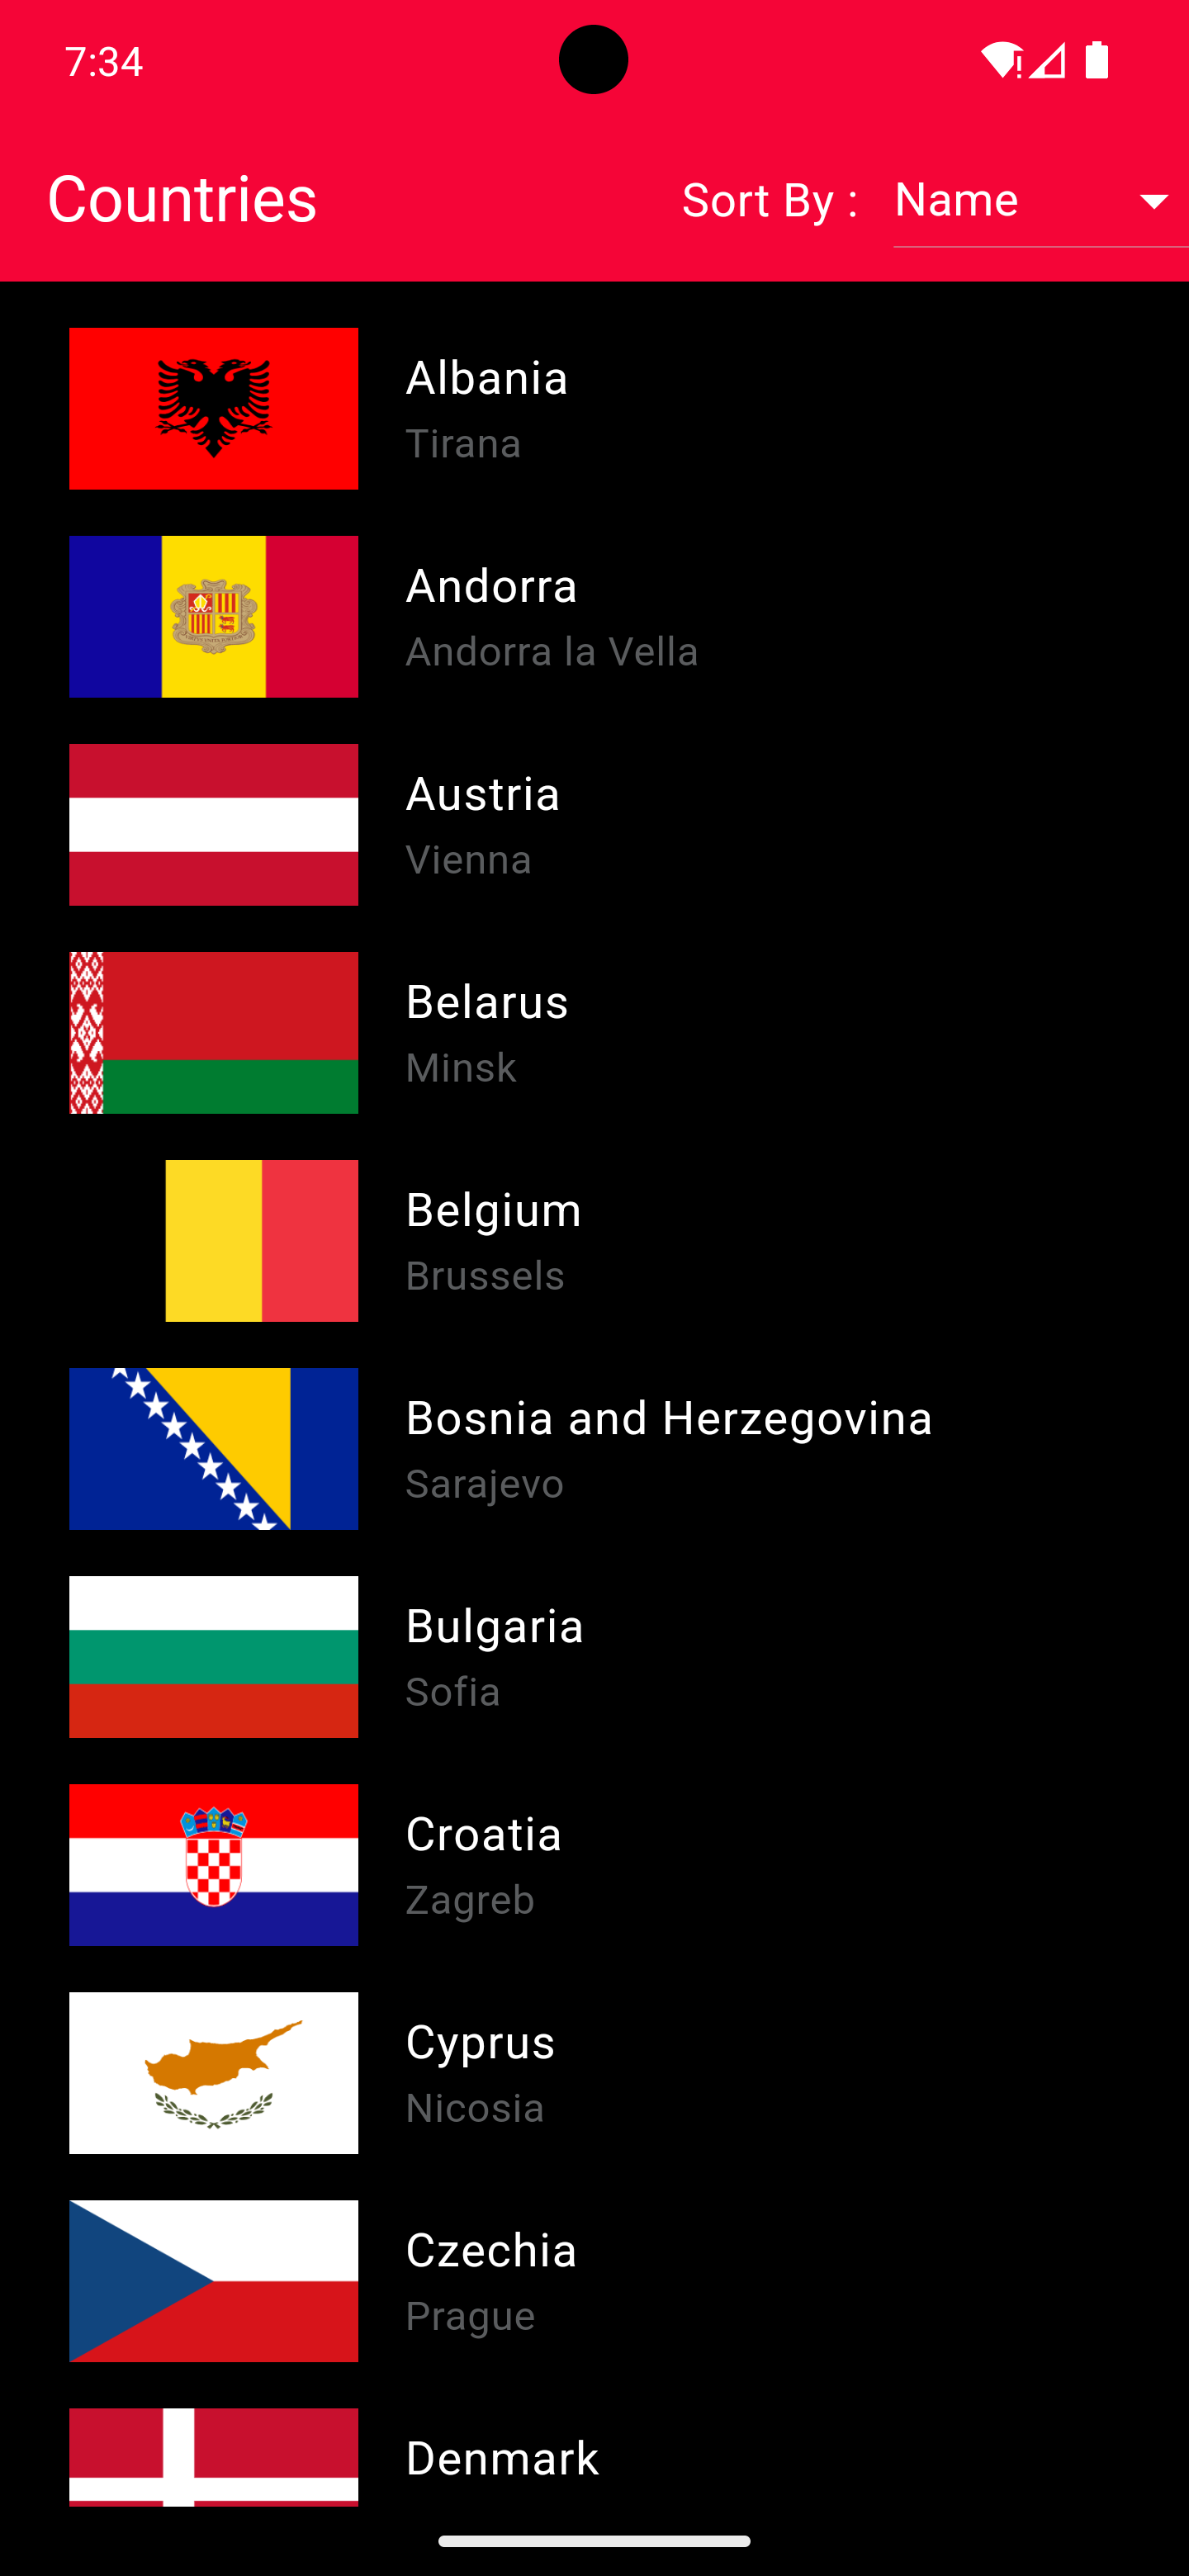 7:34
Countries
Sort By : Name
Albania
Tirana
Andorra
Andorra la Vella
Austria
Vienna
Belarus
Minsk
Belgium
Brussels
Bosnia and Herzegovina
Sarajevo
Bulgaria
Sofia
Croatia
Zagreb
Cyprus
Nicosia
Czechia
Prague
Denmark